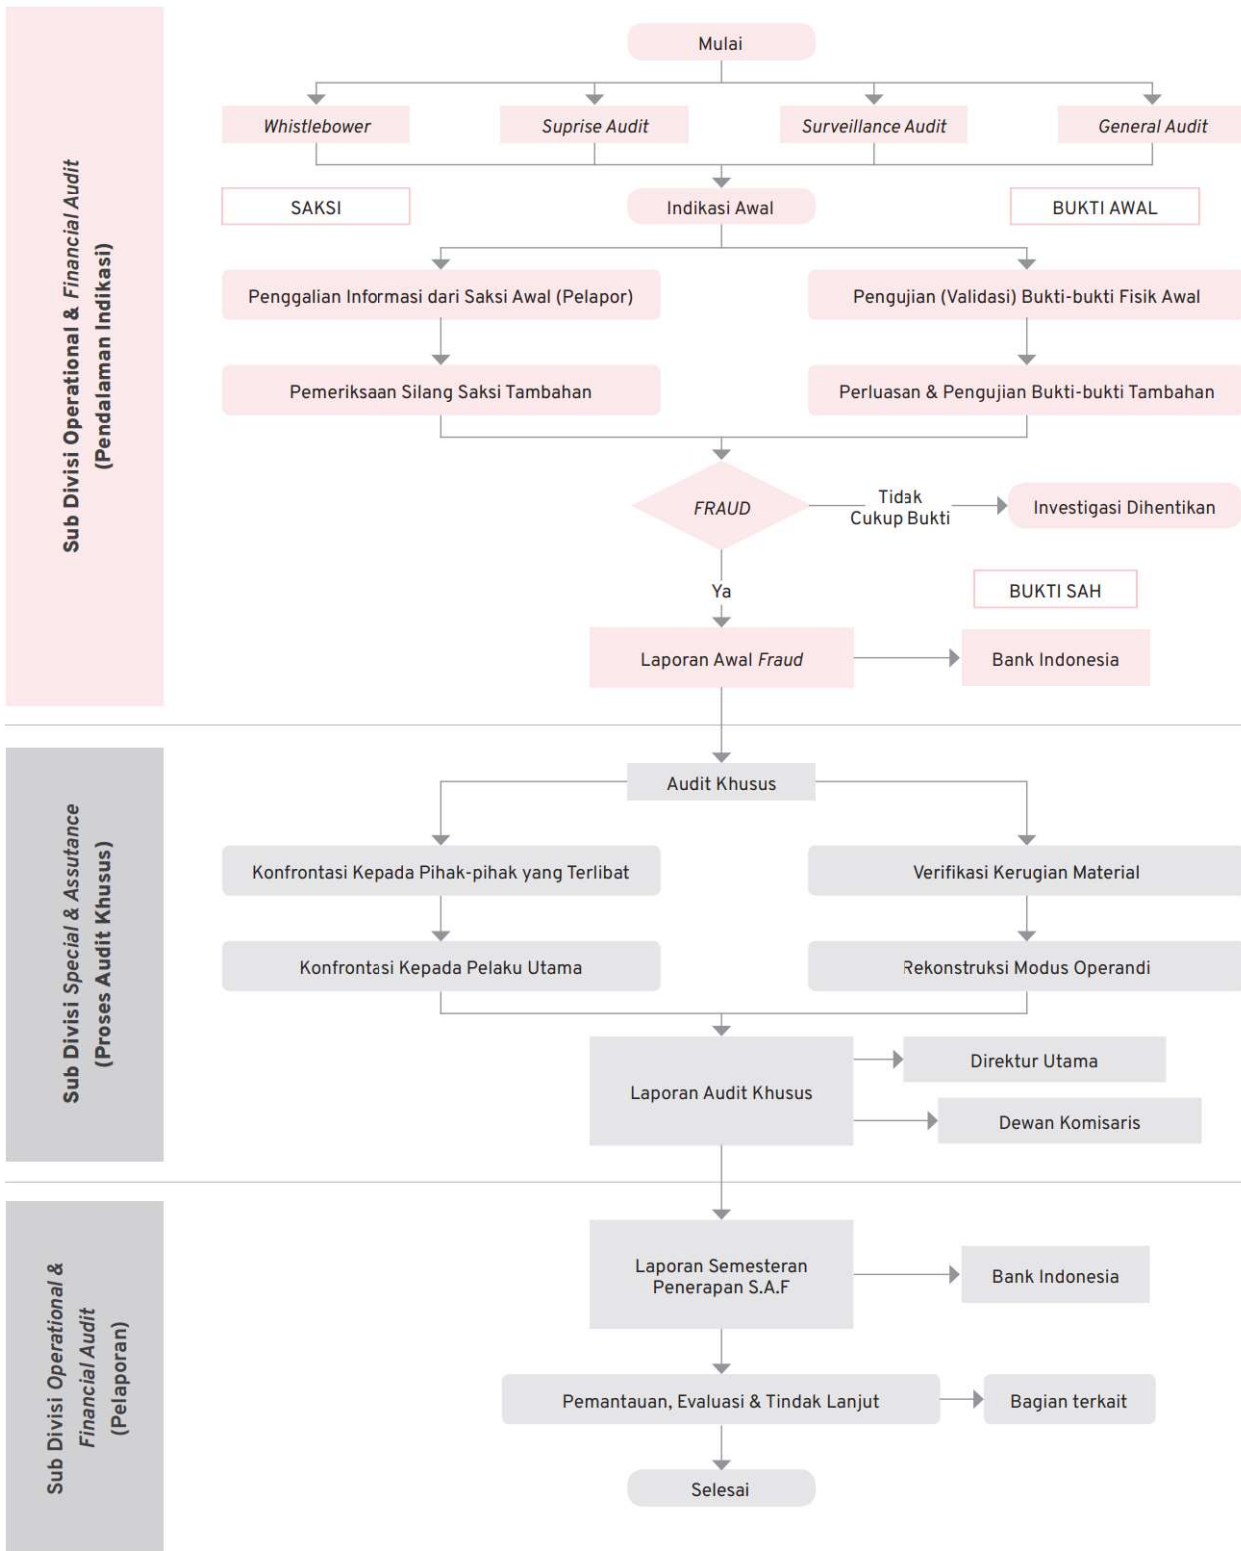 Sub Divisi Operational & Financial Audit
(Pendalaman Indikasi)
Mulai
Whistlebower
Suprise Audit
Surveillance Audit
General Audit
SAKSI
Indikasi Awal
BUKTI AWAL
Penggalian Informasi dari Saksi Awal (Pelapor)
Pengujian (Validasi) Bukti-bukti Fisik Awal
Pemeriksaan Silang Saksi Tambahan
Perluasan & Pengujian Bukti-bukti Tambahan
FRAUD
Tidak
Cukup Bukti
Investigasi Dihentikan
Ya
BUKTI SAH
Laporan Awal Fraud
Bank Indonesia
Sub Divisi Special & Assutance
(Proses Audit Khusus)
Audit Khusus
Konfrontasi Kepada Pihak-pihak yang Terlibat
Verifikasi Kerugian Material
Konfrontasi Kepada Pelaku Utama
Rekonstruksi Modus Operandi
Laporan Audit Khusus
Direktur Utama
Dewan Komisaris
Sub Divisi Operational &
Financial Audit
(Pelaporan)
Laporan Semesteran
Penerapan S.A.F
Bank Indonesia
Pemantauan, Evaluasi & Tindak Lanjut
Bagian terkait
Selesai